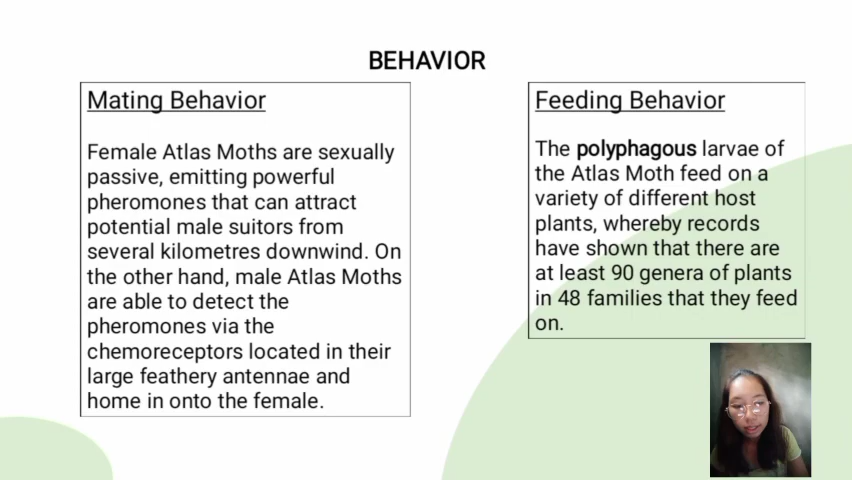 BEHAVIOR
Mating Behavior
Female Atlas Moths are sexually
passive, emitting powerful
pheromones that can attract
potential male suitors from
several kilometres downwind. On
the other hand, male Atlas Moths
are able to detect the
pheromones via the
chemoreceptors located in their
large feathery antennae and
home in onto the female.
Feeding Behavior
The polyphagous larvae of
the Atlas Moth feed on a
variety of different host
plants, whereby records
have shown that there are
at least 90 genera of plants
in 48 families that they feed
on.